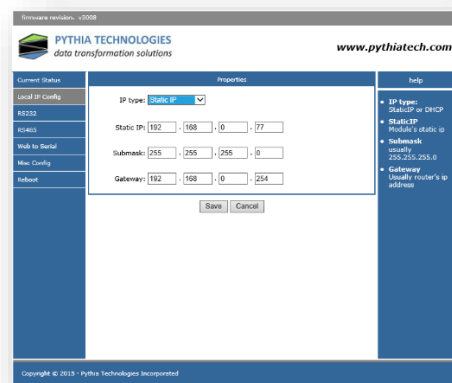 firmware revision: v3008
PYTHIA TECHNOLOGIES
data transformation solutions
www.pythiatech.com
Current Status
Local IP Config
RS232
RS485
Web to Serial
Misc Config
Reboot
Properties
IP type: Static IP
Static IP: 192 . 168 . 0 . 77
Submask: 255 . 255 . 255 . 0
Gateway: 192 . 168 . 0 . 254
Save Cancel
help
• IP type:
StaticIP or DHCP
• StaticIP
Module's static ip
• Submask
usually
255.255.255.0
• Gateway
Usually router's ip
address
Copyright © 2015 - Pythia Technologies Incorporated